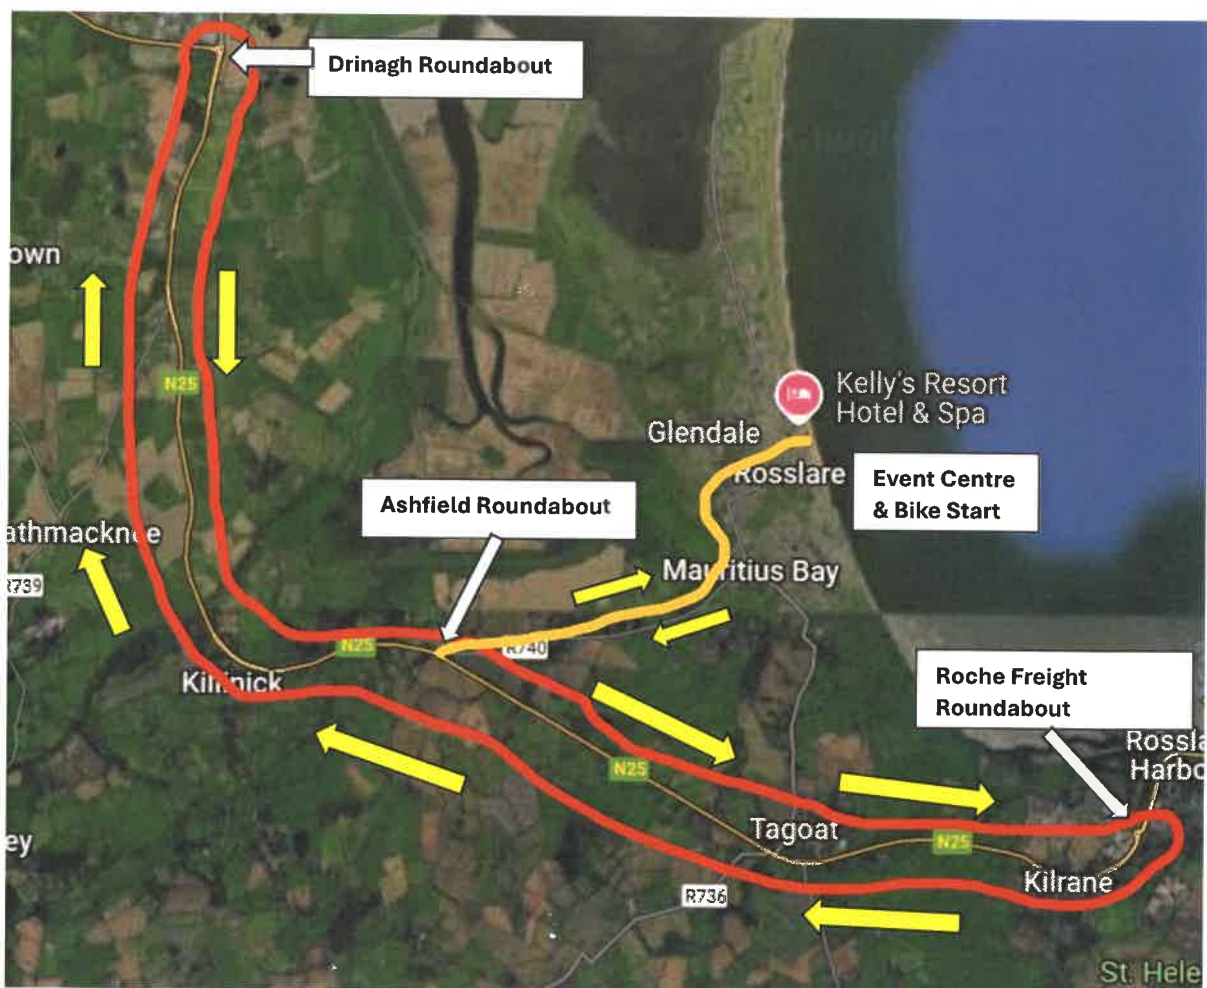 Drinagh Roundabout
own
N25
Kelly's Resort
Hotel & Spa
Glendale
Rosslare
Event Centre
& Bike Start
Ashfield Roundabout
athmacknee
R739
Mauritius Bay
N25
R740
Killinick
Roche Freight
Roundabout
Rossla
Harbo
N25
Tagoat
N25
ey
Kilrane
R736
St. Hele